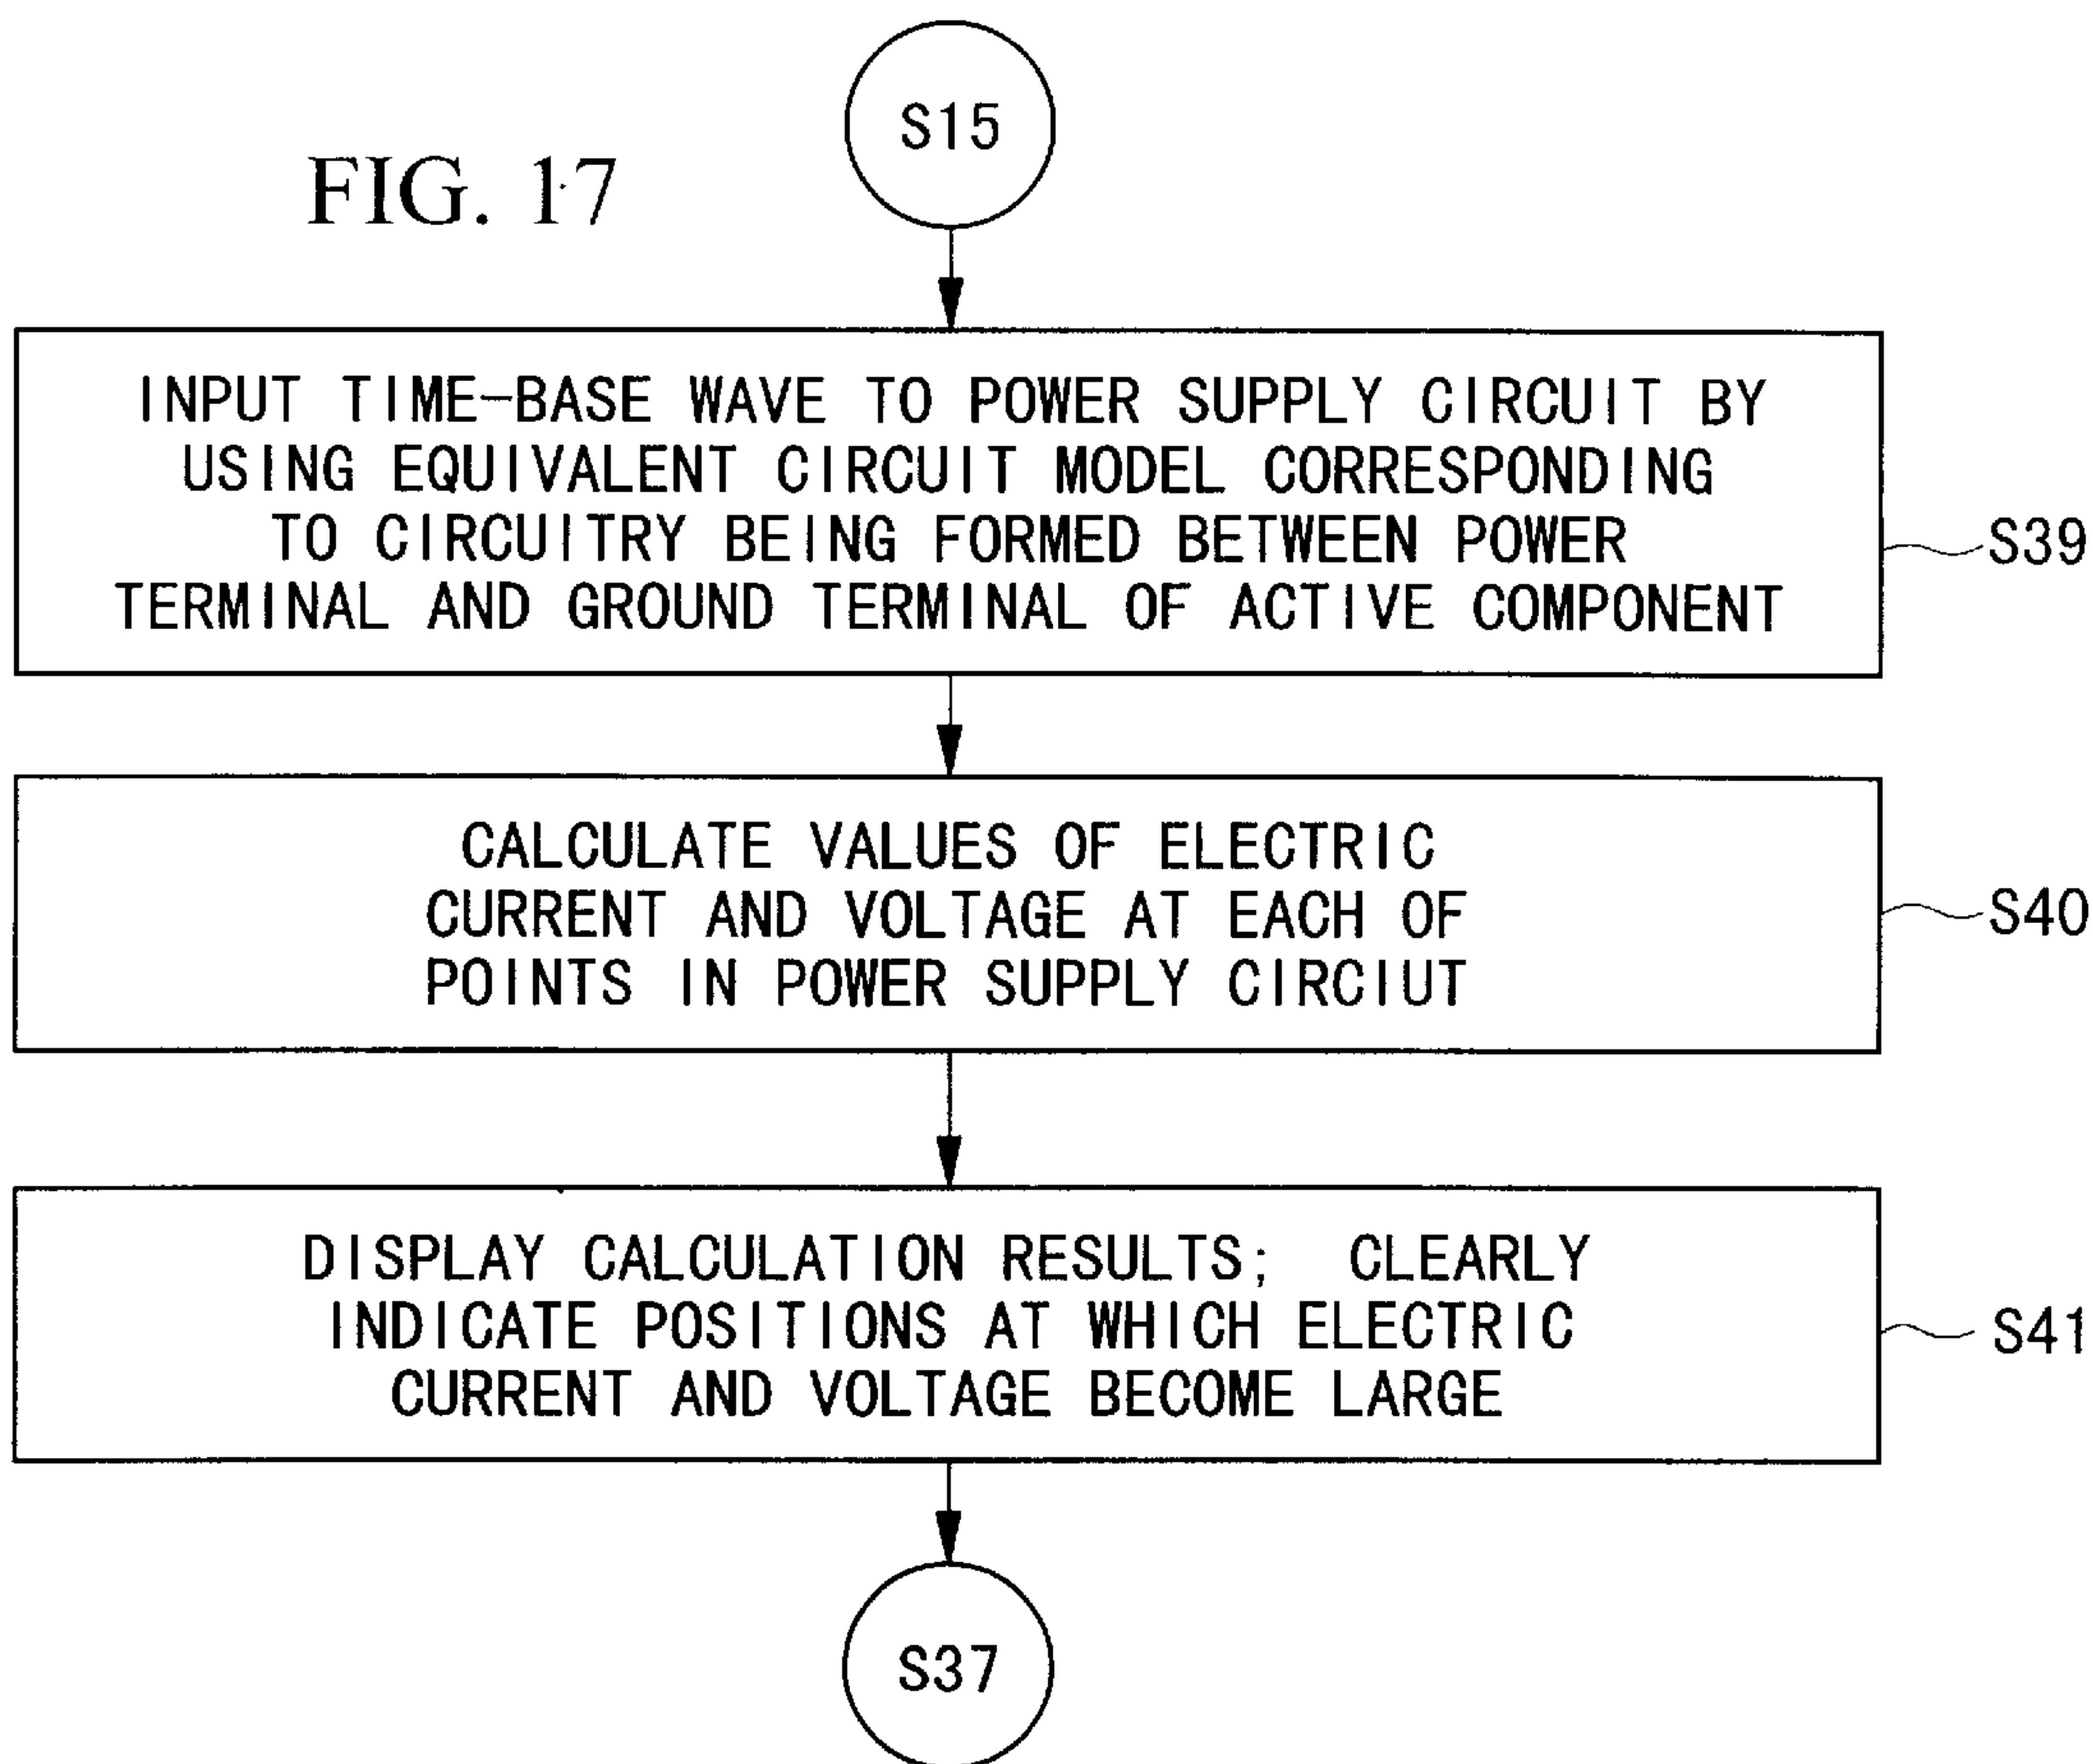 S15
FIG. 17
INPUT TIME-BASE WAVE TO POWER SUPPLY CIRCUIT BY
USING EQUIVALENT CIRCUIT MODEL CORRESPONDING
TO CIRCUITRY BEING FORMED BETWEEN POWER
TERMINAL AND GROUND TERMINAL OF ACTIVE COMPONENT
S39
CALCULATE VALUES OF ELECTRIC
CURRENT AND VOLTAGE AT EACH OF
POINTS IN POWER SUPPLY CIRCIUT
S40
DISPLAY CALCULATION RESULTS; CLEARLY
INDICATE POSITIONS AT WHICH ELECTRIC
CURRENT AND VOLTAGE BECOME LARGE
S41
S37